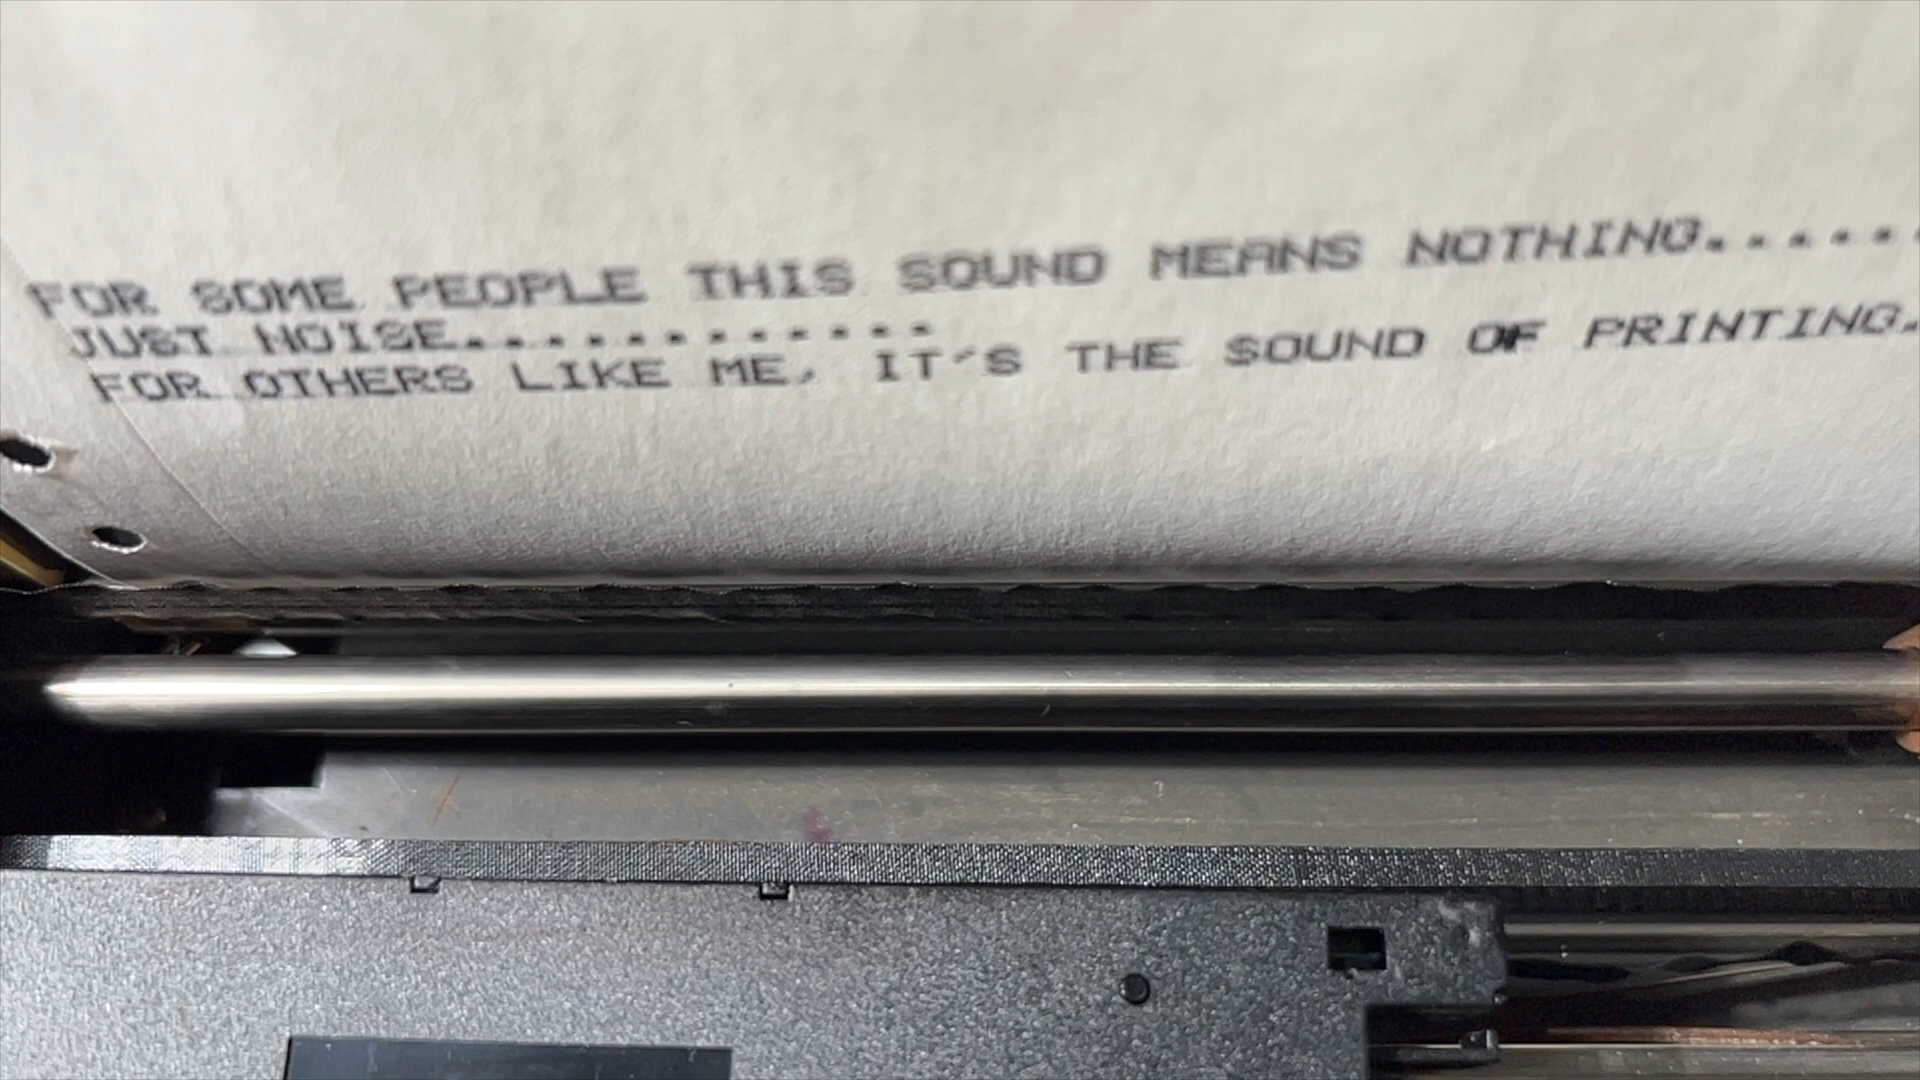 FOR SOME PEOPLE THIS SOUND MEANS NOTHING......
JUST NOISE............
FOR OTHERS LIKE ME, IT'S THE SOUND OF PRINTING.